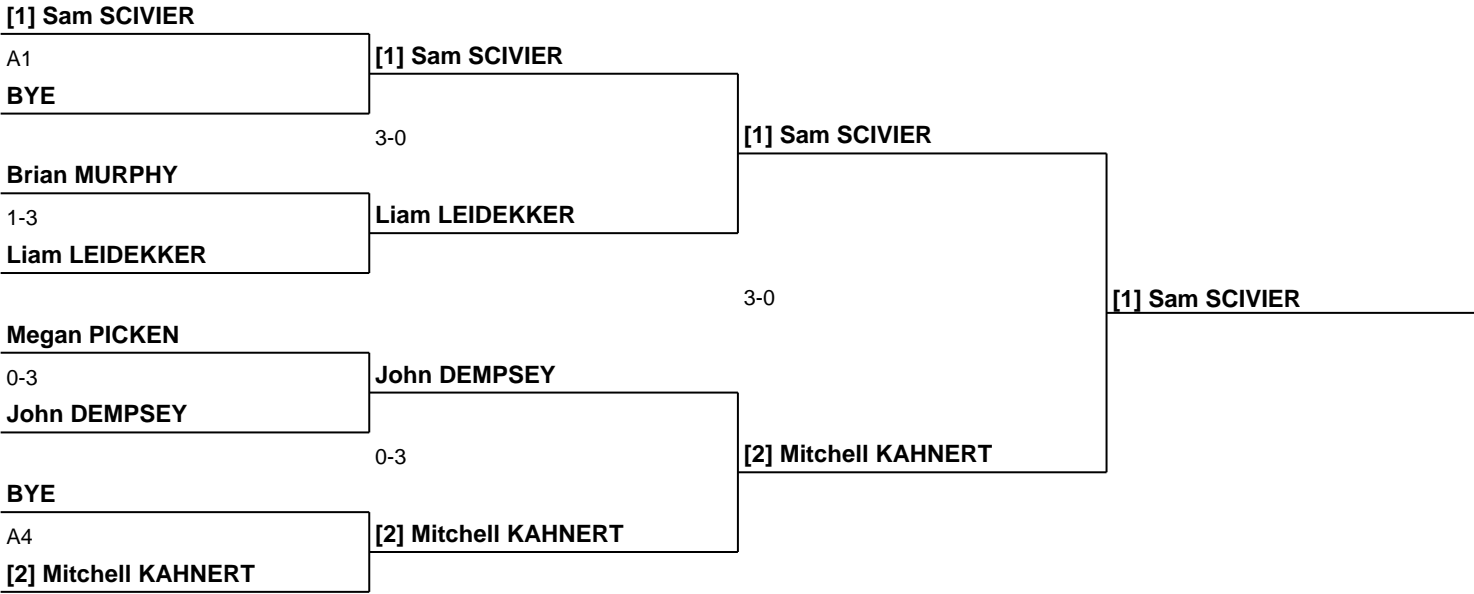 [1] Sam SCIVIER
A1
[1] Sam SCIVIER
BYE
3-0
[1] Sam SCIVIER
Brian MURPHY
1-3
Liam LEIDEKKER
Liam LEIDEKKER
3-0
[1] Sam SCIVIER
Megan PICKEN
0-3
John DEMPSEY
John DEMPSEY
0-3
[2] Mitchell KAHNERT
BYE
A4
[2] Mitchell KAHNERT
[2] Mitchell KAHNERT